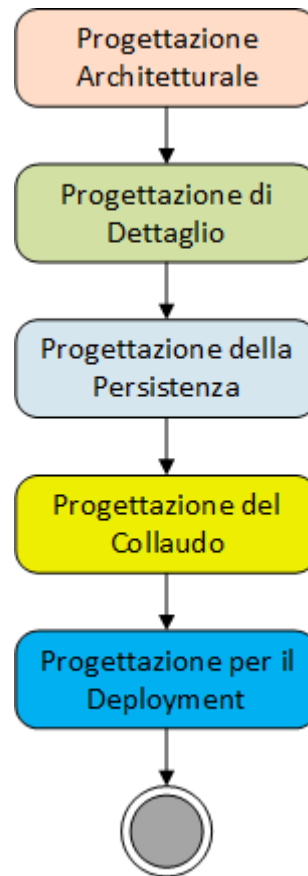 Progettazione
Architetturale
Progettazione di
Dettaglio
Progettazione della
Persistenza
Progettazione del
Collaudo
Progettazione per il
Deployment